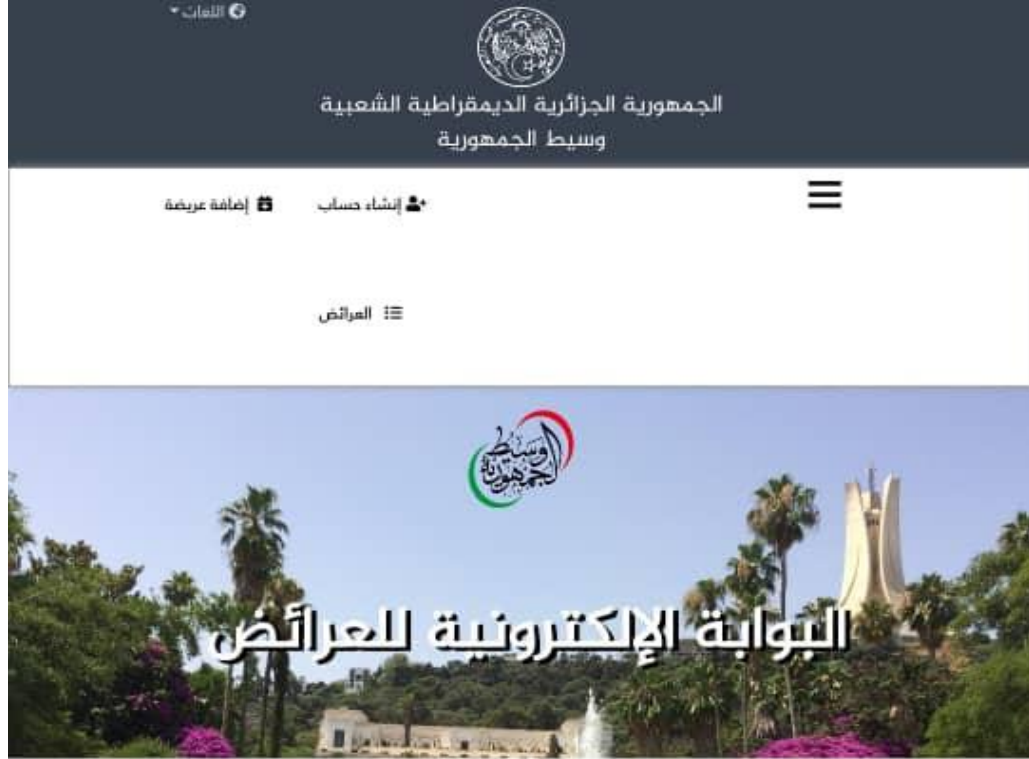 اللغات
الجمهورية الجزائرية الديمقراطية الشعبية
وسيط الجمهورية
إنشاء حساب
إضافة عريضة
العرائض
وسيط الجمهورية
البوابة الإلكترونية للعرائض